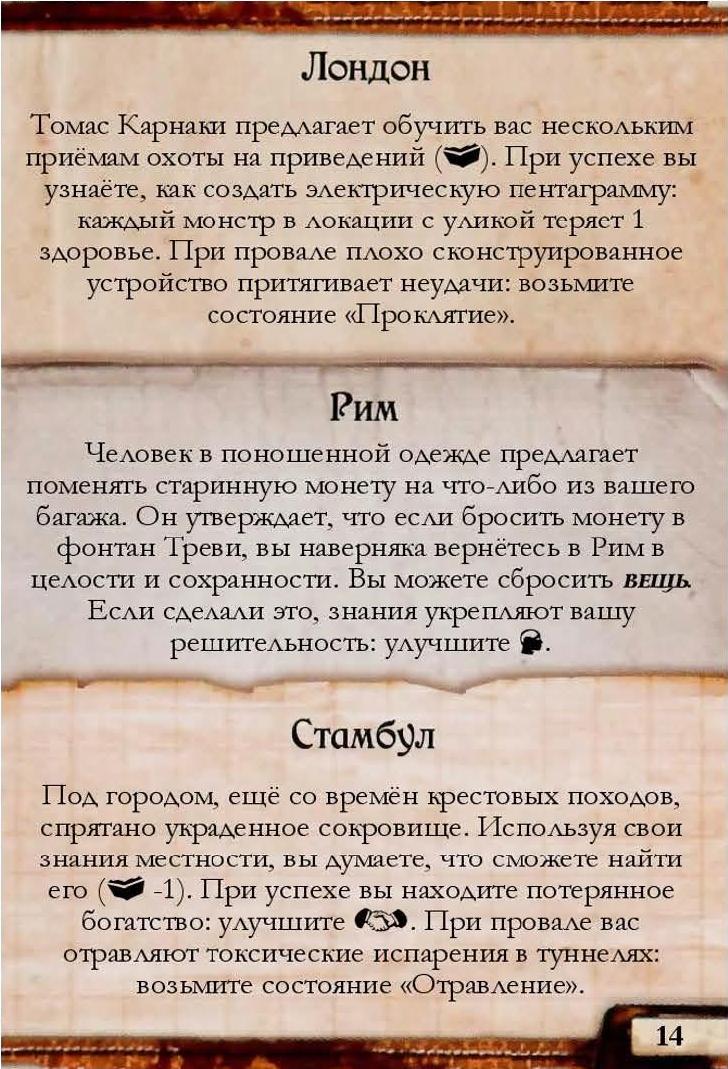 Лондон
Томас Карнаки предлагает обучить вас нескольким
приёмам охоты на приведений ( ). При успехе вы
узнаёте, как создать электрическую пентаграмму:
каждый монстр в локации с уликой теряет 1
здоровье. При провале плохо сконструированное
устройство притягивает неудачи: возьмите
состояние «Проклятие».
Рим
Человек в поношенной одежде предлагает
поменять старинную монету на что-либо из вашего
багажа. Он утверждает, что если бросить монету в
фонтан Треви, вы наверняка вернётесь в Рим в
целости и сохранности. Вы можете сбросить ВЕЩЬ.
Если сделали это, знания укрепляют вашу
решительность: улучшите .
Стамбул
Под городом, ещё со времён крестовых походов,
спрятано украденное сокровище. Используя свои
знания местности, вы думаете, что сможете найти
его ( -1). При успехе вы находите потерянное
богатство: улучшите . При провале вас
отравляют токсические испарения в туннелях:
возьмите состояние «Отравление».
14